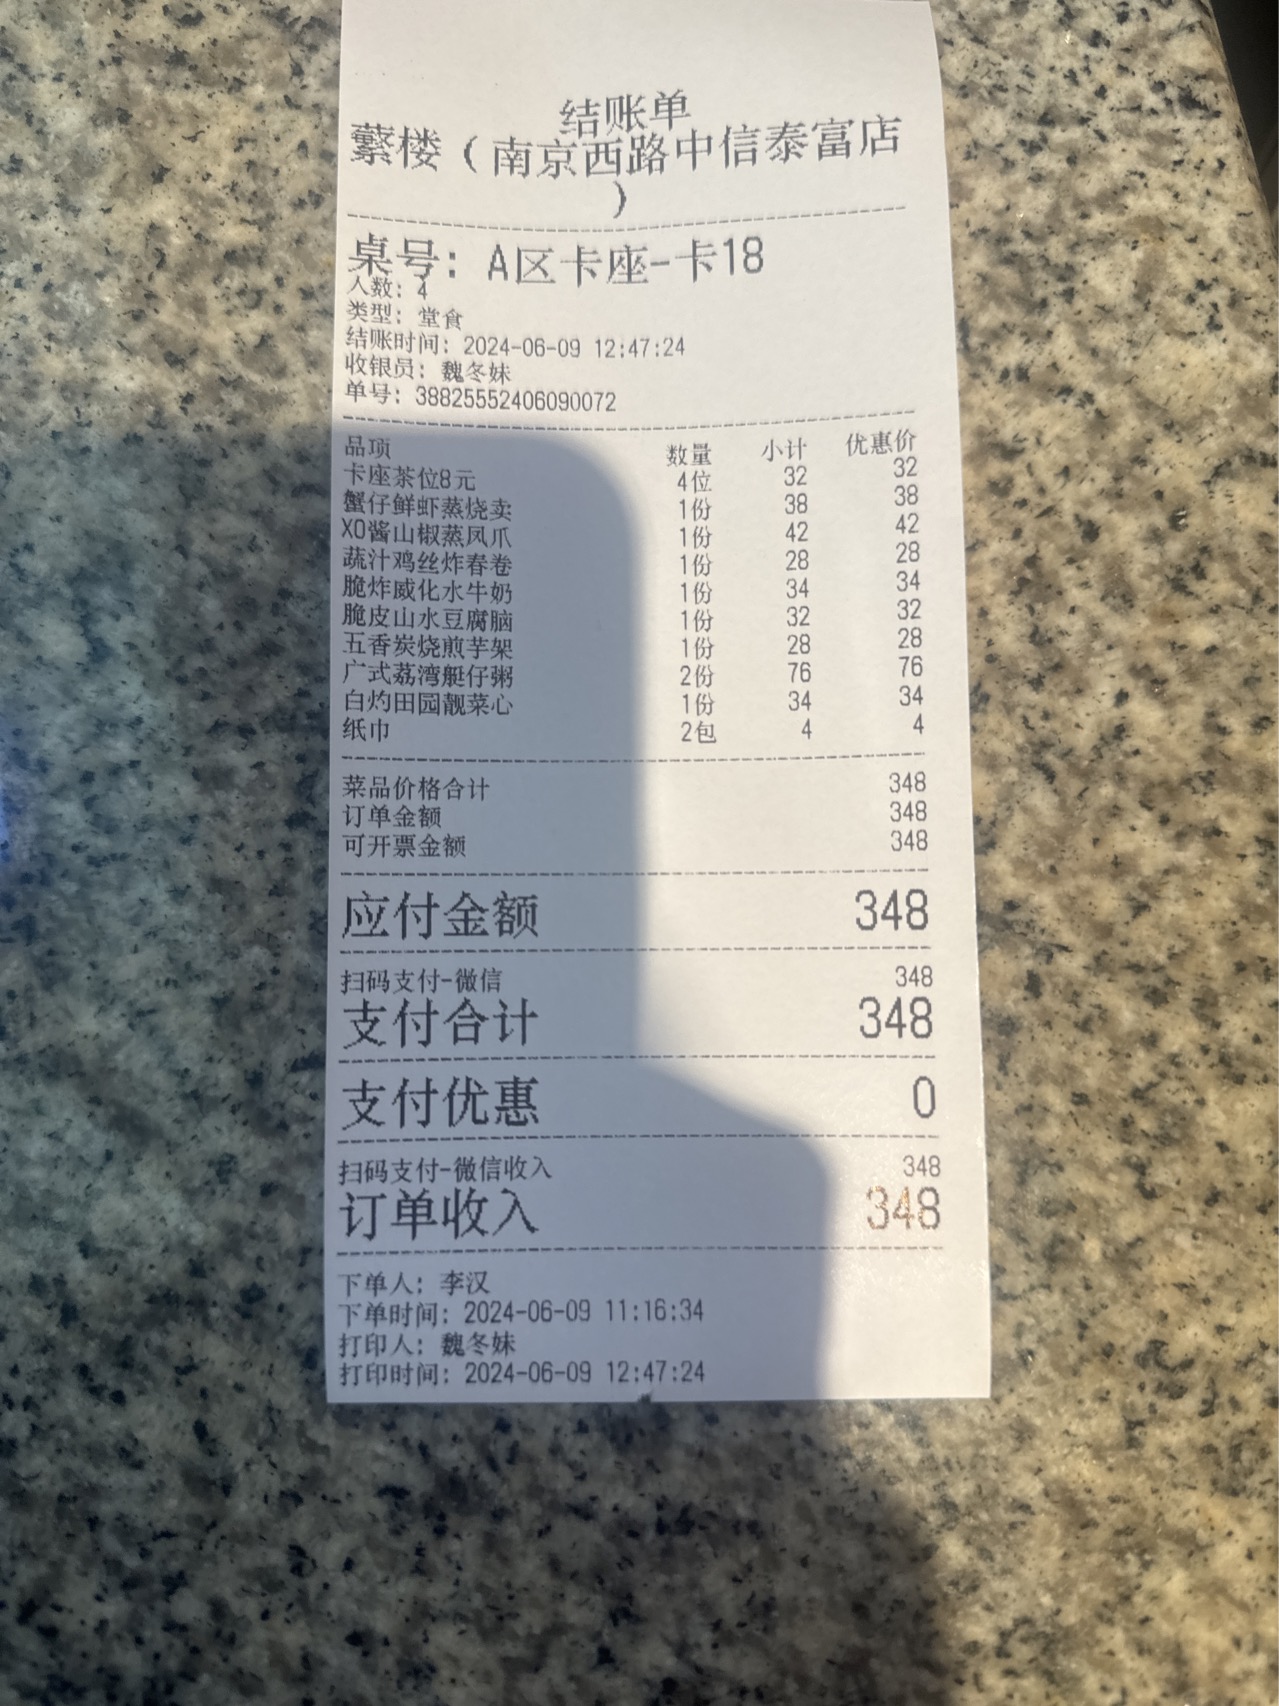 结账单
蘩楼（南京西路中信泰富店
）
桌号：A区卡座-卡18
人数：4
类型：堂食
结账时间：2024-06-09 12:47:24
收银员：魏冬妹
单号：38825552406090072
品项 数量 小计 优惠价
卡座茶位8元 4位 32 32
蟹仔鲜虾蒸烧卖 1份 38 38
XO酱山椒蒸凤爪 1份 42 42
蔬汁鸡丝炸春卷 1份 28 28
脆炸威化水牛奶 1份 34 34
脆皮山水豆腐脑 1份 32 32
五香炭烧煎芋架 1份 28 28
广式荔湾艇仔粥 2份 76 76
白灼田园靓菜心 1份 34 34
纸巾 2包 4 4
菜品价格合计 348
订单金额 348
可开票金额 348
应付金额 348
扫码支付-微信 348
支付合计 348
支付优惠 0
扫码支付-微信收入 348
订单收入 348
下单人：李汉
下单时间：2024-06-09 11:16:34
打印人：魏冬妹
打印时间：2024-06-09 12:47:24